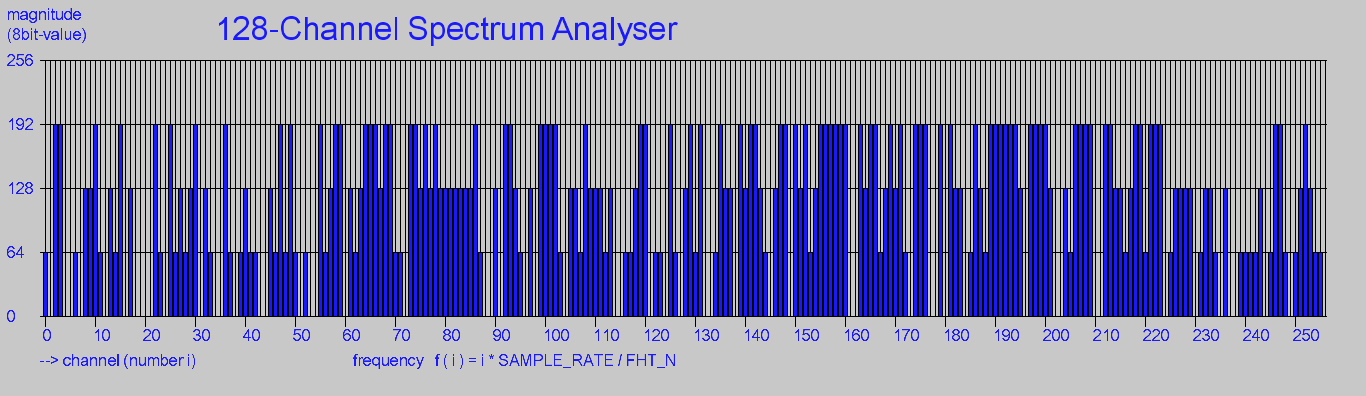 magnitude
(8bit-value)
128-Channel Spectrum Analyser
256
192
128
64
0
0 10 20 30 40 50 60 70 80 90 100 110 120 130 140 150 160 170 180 190 200 210 220 230 240 250
--> channel (number i)
frequency f ( i ) = i * SAMPLE_RATE / FHT_N